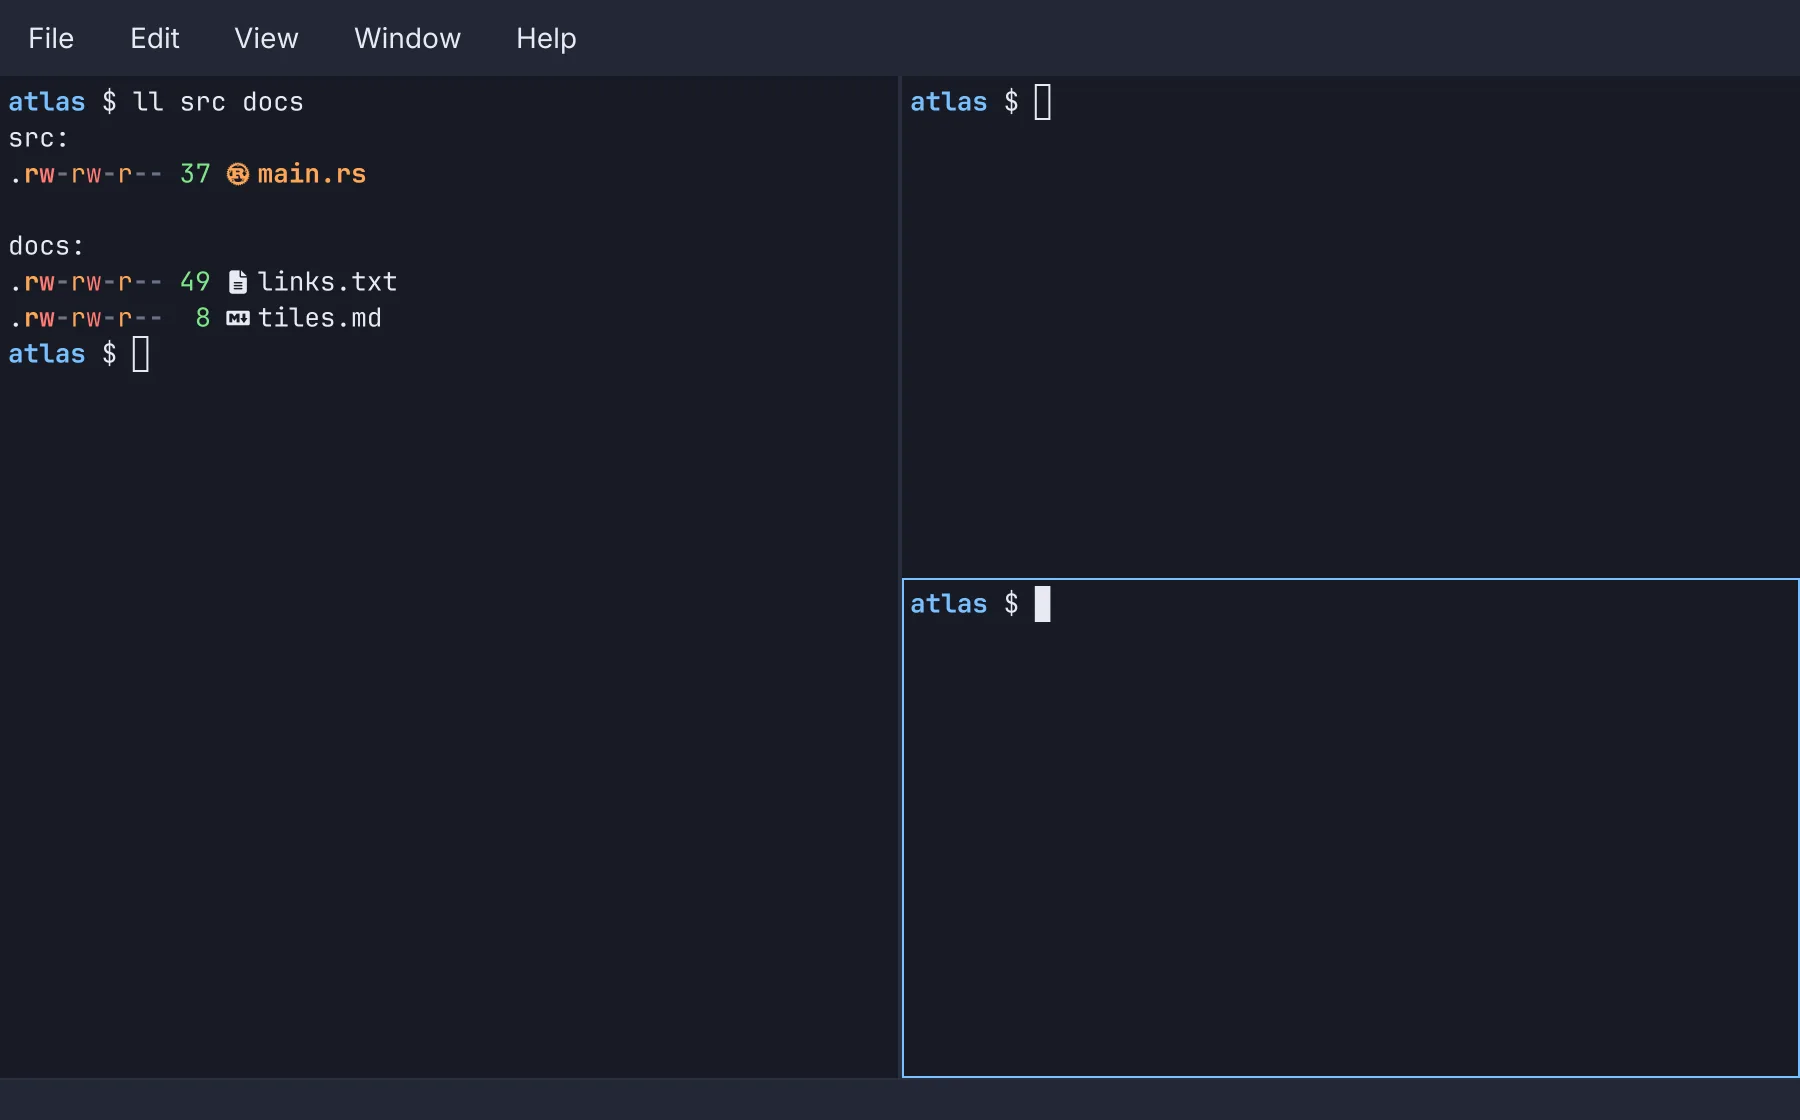 File Edit View Window Help
atlas $ ll src docs
src:
.rw-rw-r-- 37 main.rs

docs:
.rw-rw-r-- 49 links.txt
.rw-rw-r--  8 tiles.md
atlas $
atlas $
atlas $